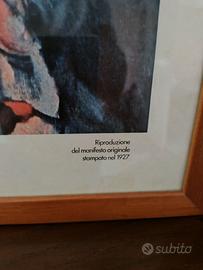 Riproduzione
del manifesto originale
stampato nel 1927
subito